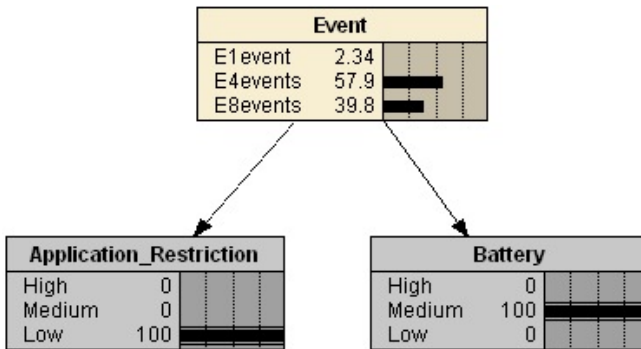 Event
E1event 2.34
E4events 57.9
E8events 39.8
Application_Restriction
High 0
Medium 0
Low 100
Battery
High 0
Medium 100
Low 0